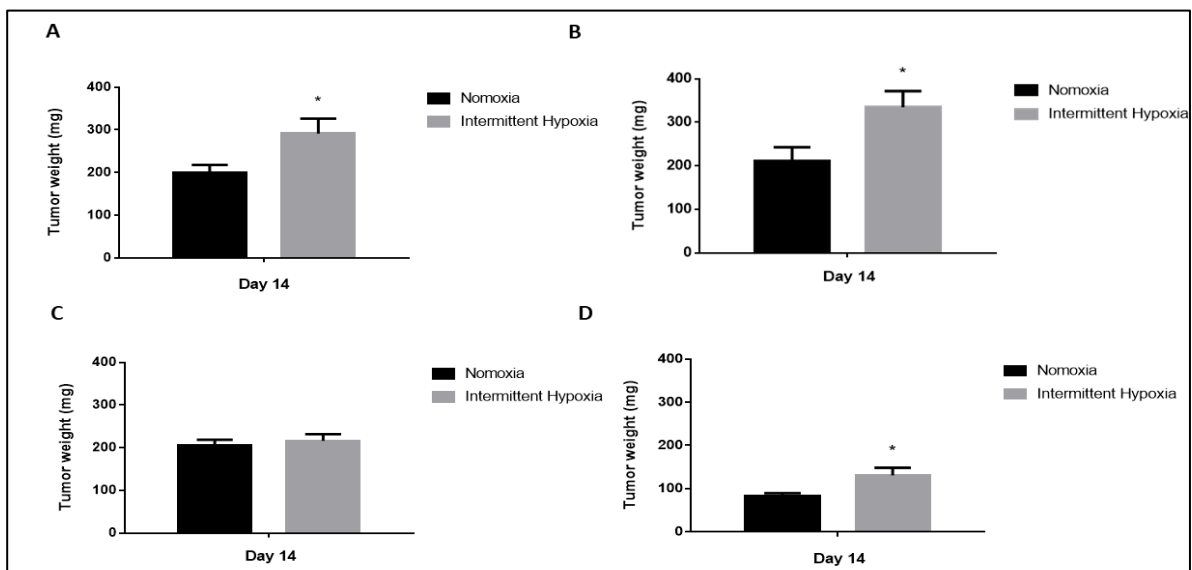 A
Tumor weight (mg)
400
300
200
100
0
*
Day 14
Nomoxia
Intermittent Hypoxia
B
Tumor weight (mg)
400
300
200
100
0
*
Day 14
Nomoxia
Intermittent Hypoxia
C
Tumor weight (mg)
400
300
200
100
0
Day 14
Nomoxia
Intermittent Hypoxia
D
Tumor weight (mg)
400
300
200
100
0
*
Day 14
Nomoxia
Intermittent Hypoxia